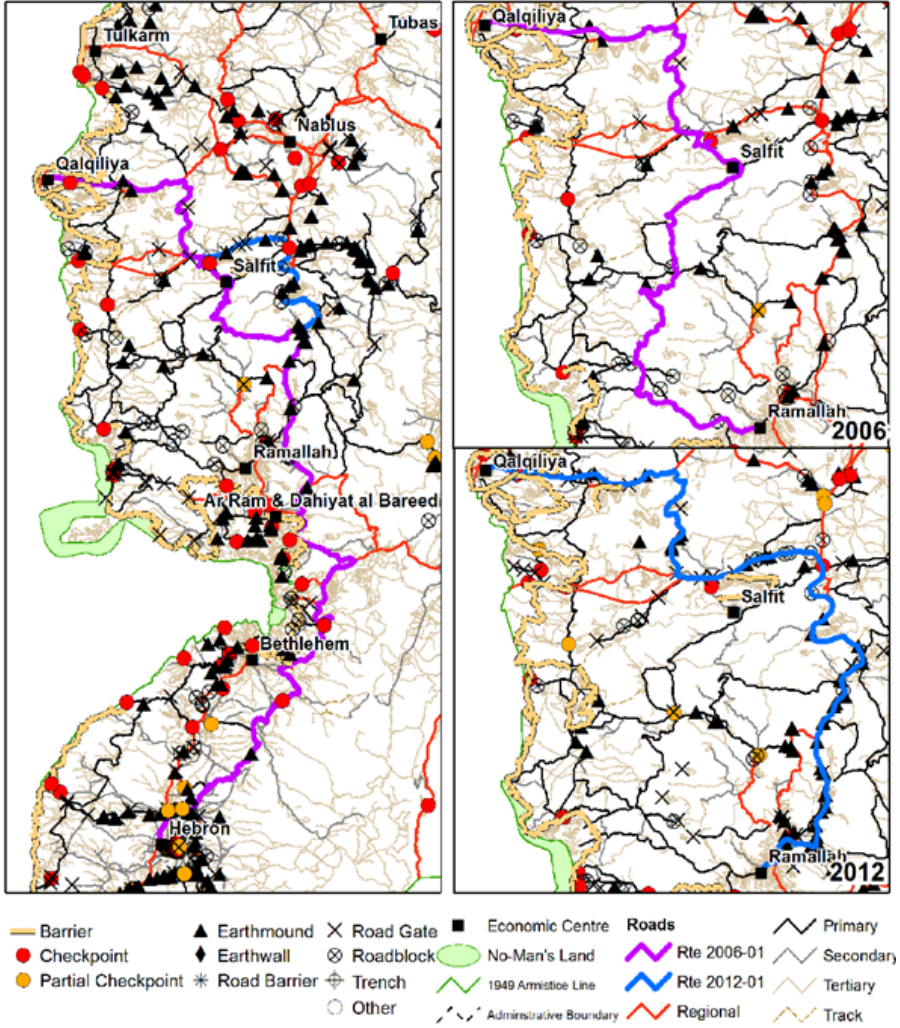 Tulkarm
Tubas
Nablus
Qalqiliya
Salfit
Ramallah
Ar Ram & Dahiyat al Bareed
Bethlehem
Hebron
Qalqiliya
Salfit
Ramallah
2006
Qalqiliya
Salfit
Ramallah
2012
Barrier
Checkpoint
Partial Checkpoint
Earthmound
Earthwall
Road Barrier
Road Gate
Roadblock
Trench
Other
Economic Centre
No-Man's Land
1949 Armistice Line
Adminstrative Boundary
Roads
Rte 2006-01
Rte 2012-01
Regional
Primary
Secondary
Tertiary
Track